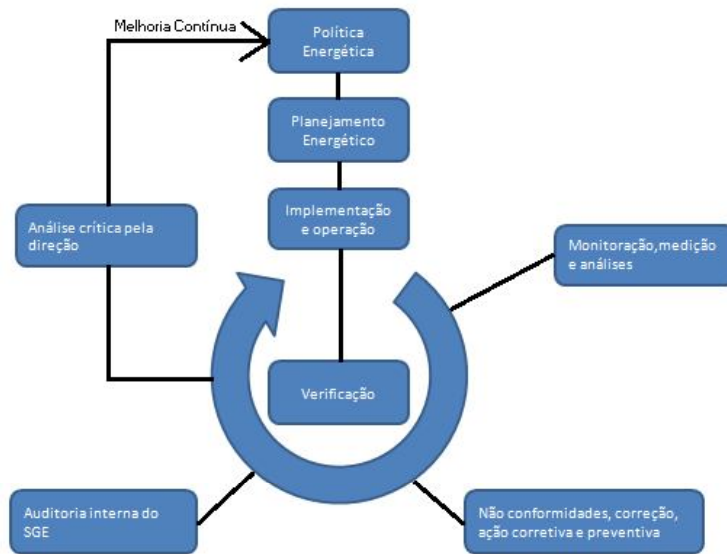 Melhoria Contínua
Política
Energética
Planejamento
Energético
Implementação
e operação
Análise crítica pela
direção
Monitoração,medição
e análises
Verificação
Auditoria interna do
SGE
Não conformidades, correção,
ação corretiva e preventiva